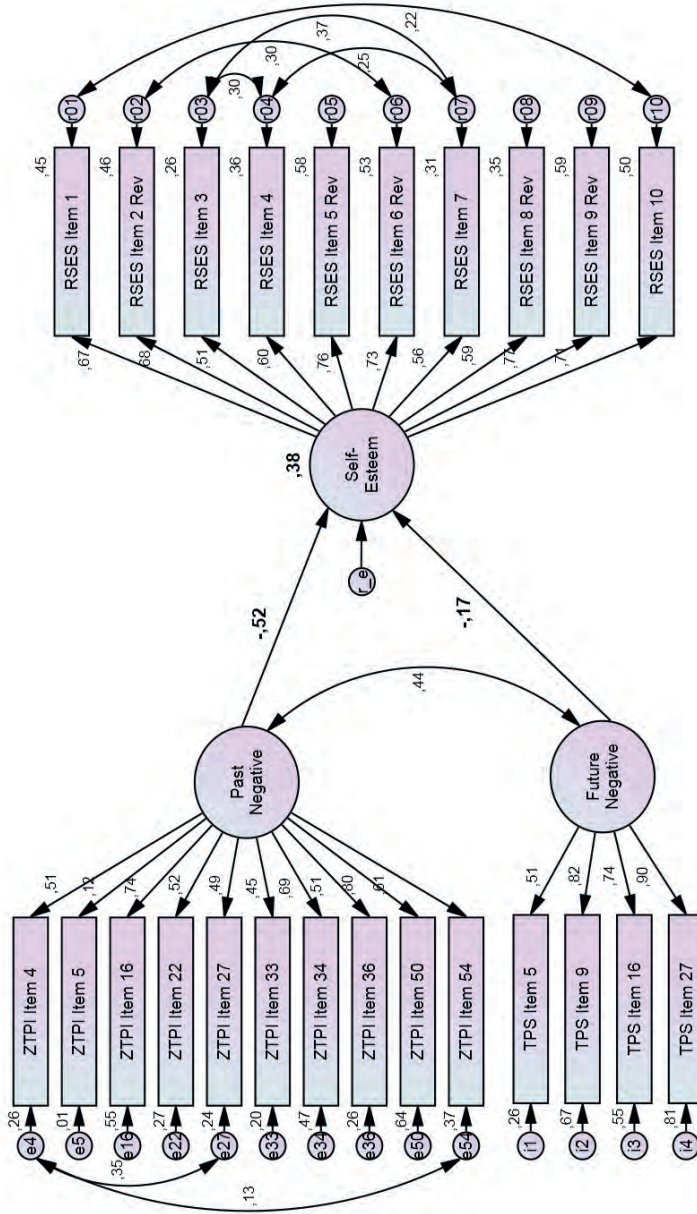 ,26
e4
ZTPI Item 4
,51
,01
e5
ZTPI Item 5
,12
,55
e16
ZTPI Item 16
,74
,27
e22
ZTPI Item 22
,52
,24
e27
ZTPI Item 27
,49
,20
e33
ZTPI Item 33
,45
,47
e34
ZTPI Item 34
,69
,26
e36
ZTPI Item 36
,51
,64
e50
ZTPI Item 50
,80
,37
e54
ZTPI Item 54
,61
,35
,13
Past
Negative
,26
i1
TPS Item 5
,51
,67
i2
TPS Item 9
,82
,55
i3
TPS Item 16
,74
,81
i4
TPS Item 27
,90
Future
Negative
,44
-,52
-,17
r_e
,38
Self-
Esteem
,67
RSES Item 1
,45
r01
,68
RSES Item 2 Rev
,46
r02
,51
RSES Item 3
,26
r03
,60
RSES Item 4
,36
r04
,76
RSES Item 5 Rev
,58
r05
,73
RSES Item 6 Rev
,53
r06
,56
RSES Item 7
,31
r07
,59
RSES Item 8 Rev
,35
r08
,77
RSES Item 9 Rev
,59
r09
,71
RSES Item 10
,50
r10
,30
,30
,25
,37
,22